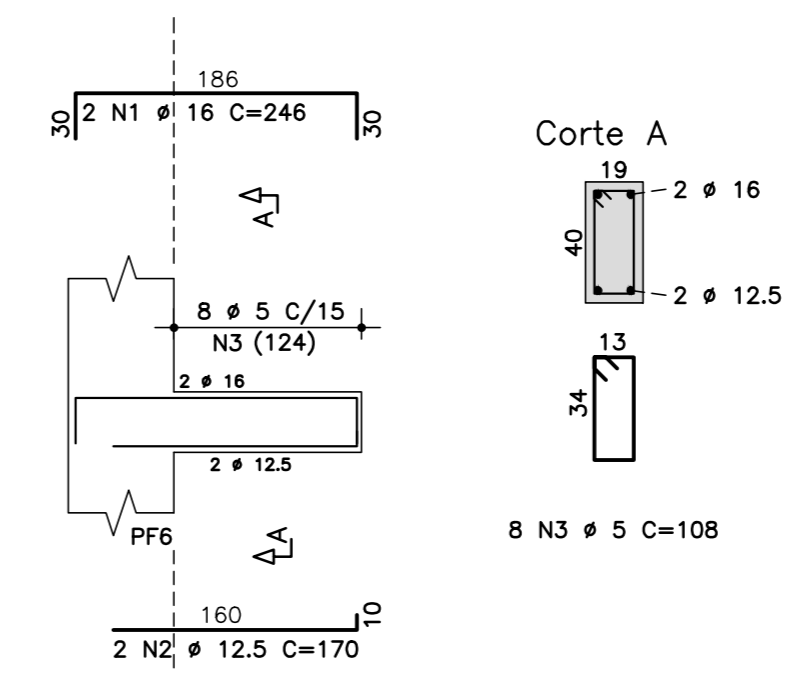 186
30
2 N1 ø 16 C=246
30
A
Corte A
19
2 ø 16
40
2 ø 12.5
8 ø 5 C/15
N3 (124)
2 ø 16
2 ø 12.5
13
34
PF6
A
8 N3 ø 5 C=108
160
10
2 N2 ø 12.5 C=170